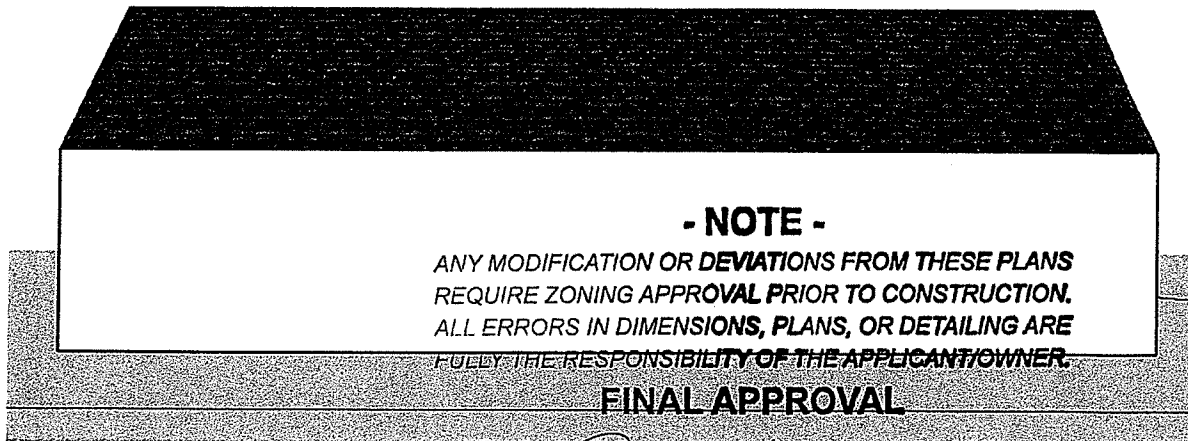 - NOTE -
ANY MODIFICATION OR DEVIATIONS FROM THESE PLANS
REQUIRE ZONING APPROVAL PRIOR TO CONSTRUCTION.
ALL ERRORS IN DIMENSIONS, PLANS, OR DETAILING ARE
FULLY THE RESPONSIBILITY OF THE APPLICANT/OWNER.
FINAL APPROVAL